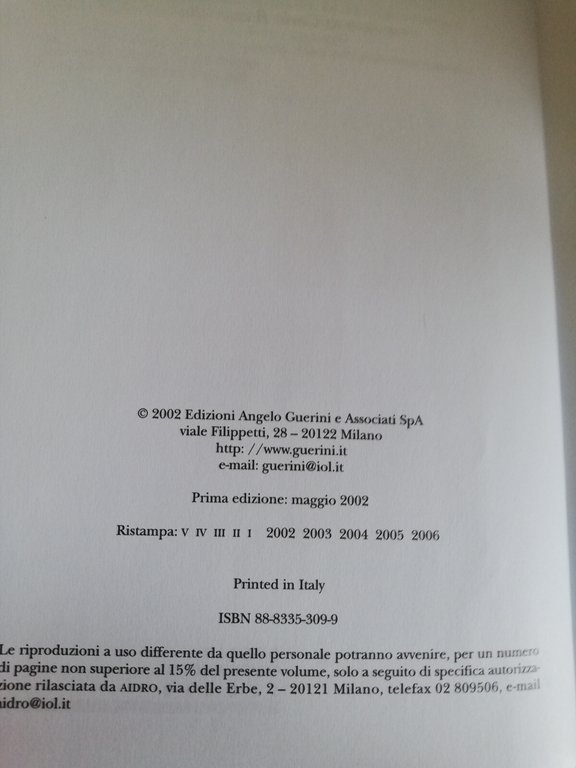 © 2002 Edizioni Angelo Guerini e Associati SpA
viale Filippetti, 28 – 20122 Milano
http: //www.guerini.it
e-mail: guerini@iol.it
Prima edizione: maggio 2002
Ristampa: V IV III II I 2002 2003 2004 2005 2006
Printed in Italy
ISBN 88-8335-309-9
Le riproduzioni a uso differente da quello personale potranno avvenire, per un numero
di pagine non superiore al 15% del presente volume, solo a seguito di specifica autorizza-
zione rilasciata da AIDRO, via delle Erbe, 2 – 20121 Milano, telefax 02 809506, e-mail
aidro@iol.it